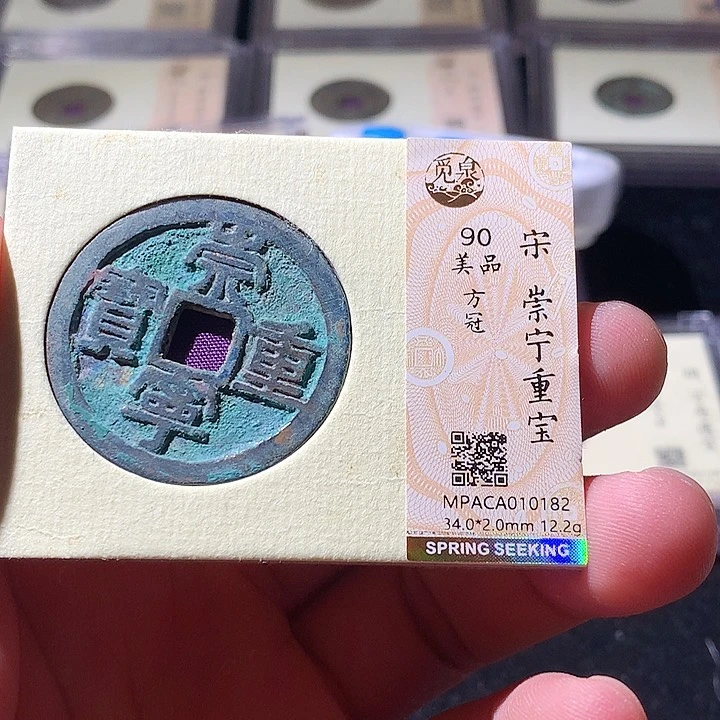 崇寧重寶
觅泉
90
美品
方冠
宋 崇宁重宝
MPACA010182
34.0*2.0mm 12.2g
SPRING SEEKING